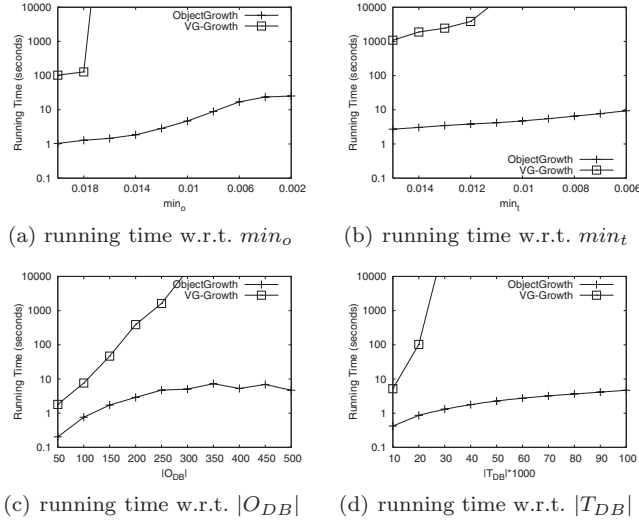 10000
1000
100
10
1
0.1
Running Time (seconds)
ObjectGrowth
VG-Growth
0.018 0.014 0.01 0.006 0.002
min_o
(a) running time w.r.t. min_o
10000
1000
100
10
1
0.1
Running Time (seconds)
ObjectGrowth
VG-Growth
0.014 0.012 0.01 0.008 0.006
min_t
(b) running time w.r.t. min_t
10000
1000
100
10
1
0.1
Running Time (seconds)
ObjectGrowth
VG-Growth
50 100 150 200 250 300 350 400 450 500
|O_DB|
(c) running time w.r.t. |O_DB|
10000
1000
100
10
1
0.1
Running Time (seconds)
ObjectGrowth
VG-Growth
10 20 30 40 50 60 70 80 90 100
|T_DB|*1000
(d) running time w.r.t. |T_DB|